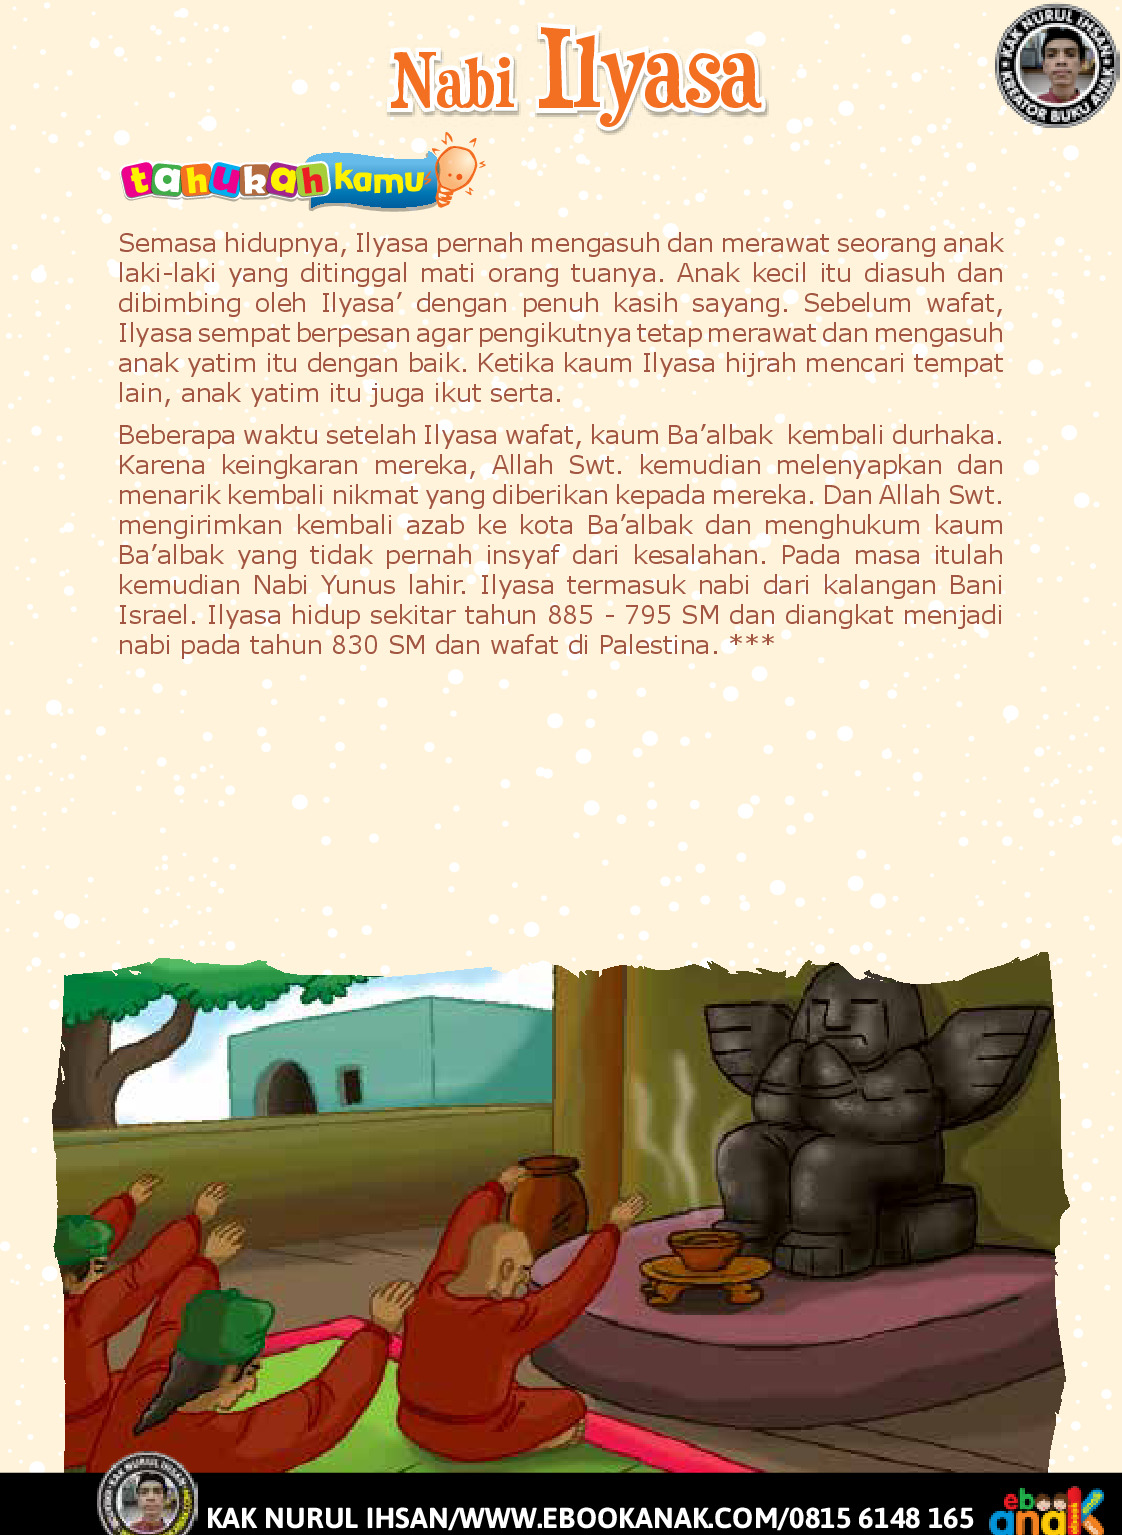 Nabi Ilyasa
KAK NURUL IHSAN
KREATOR BUKU ANAK
tahukah kamu
Semasa hidupnya, Ilyasa pernah mengasuh dan merawat seorang anak
laki-laki yang ditinggal mati orang tuanya. Anak kecil itu diasuh dan
dibimbing oleh Ilyasa’ dengan penuh kasih sayang. Sebelum wafat,
Ilyasa sempat berpesan agar pengikutnya tetap merawat dan mengasuh
anak yatim itu dengan baik. Ketika kaum Ilyasa hijrah mencari tempat
lain, anak yatim itu juga ikut serta.
Beberapa waktu setelah Ilyasa wafat, kaum Ba’albak kembali durhaka.
Karena keingkaran mereka, Allah Swt. kemudian melenyapkan dan
menarik kembali nikmat yang diberikan kepada mereka. Dan Allah Swt.
mengirimkan kembali azab ke kota Ba’albak dan menghukum kaum
Ba’albak yang tidak pernah insyaf dari kesalahan. Pada masa itulah
kemudian Nabi Yunus lahir. Ilyasa termasuk nabi dari kalangan Bani
Israel. Ilyasa hidup sekitar tahun 885 - 795 SM dan diangkat menjadi
nabi pada tahun 830 SM dan wafat di Palestina. ***
KAK NURUL IHSAN
KAK NURUL IHSAN/WWW.EBOOKANAK.COM/0815 6148 165
ebook
anak